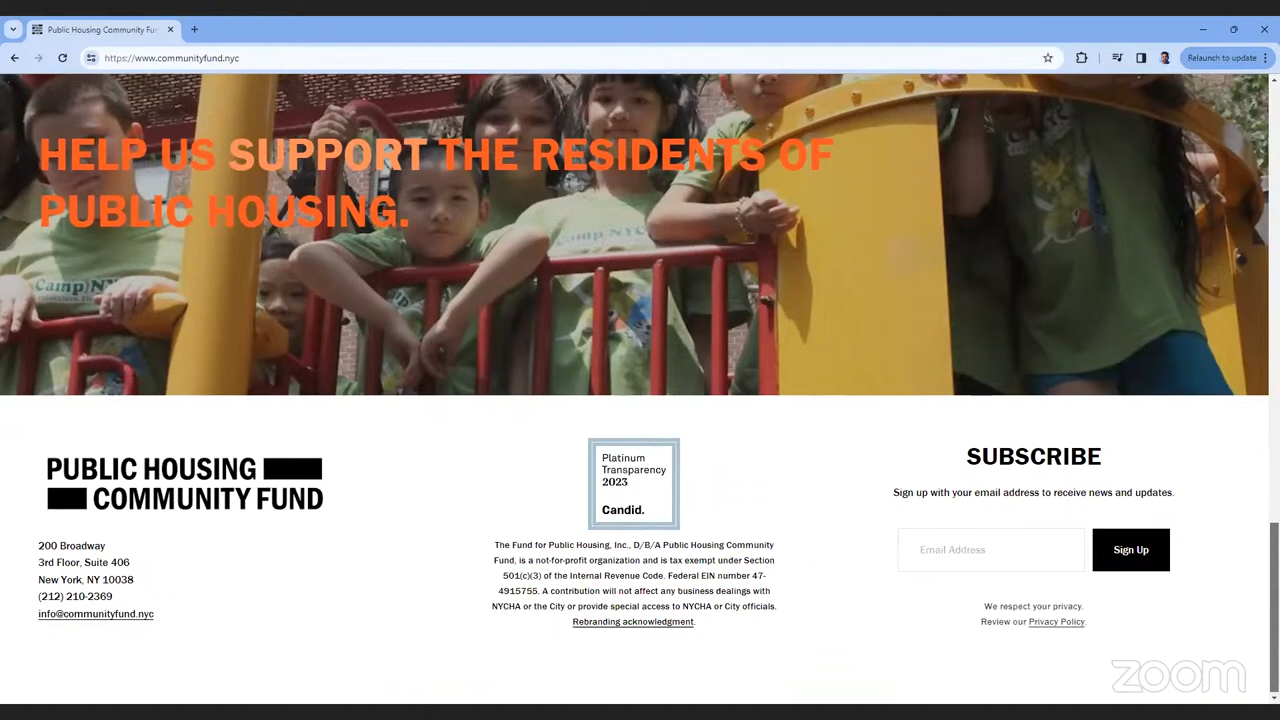 Public Housing Community Fu
https://www.communityfund.nyc
Relaunch to update
HELP US SUPPORT THE RESIDENTS OF
PUBLIC HOUSING.
Camp NYC
Camp NYC
PUBLIC HOUSING
COMMUNITY FUND
200 Broadway
3rd Floor, Suite 406
New York, NY 10038
(212) 210-2369
info@communityfund.nyc
Platinum
Transparency
2023
Candid.
The Fund for Public Housing, Inc., D/B/A Public Housing Community
Fund, is a not-for-profit organization and is tax exempt under Section
501(c)(3) of the Internal Revenue Code. Federal EIN number 47-
4915755. A contribution will not affect any business dealings with
NYCHA or the City or provide special access to NYCHA or City officials.
Rebranding acknowledgment.
SUBSCRIBE
Sign up with your email address to receive news and updates.
Email Address
Sign Up
We respect your privacy.
Review our Privacy Policy.
zoom